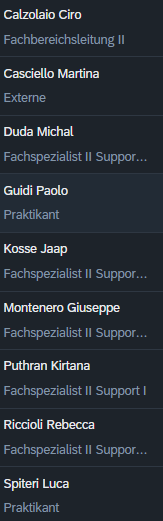 Calzolaio Ciro
Fachbereichsleitung II
Casciello Martina
Externe
Duda Michal
Fachspezialist II Suppor...
Guidi Paolo
Praktikant
Kosse Jaap
Fachspezialist II Suppor...
Montenero Giuseppe
Fachspezialist II Suppor...
Puthran Kirtana
Fachspezialist II Support I
Riccioli Rebecca
Fachspezialist II Suppor...
Spiteri Luca
Praktikant